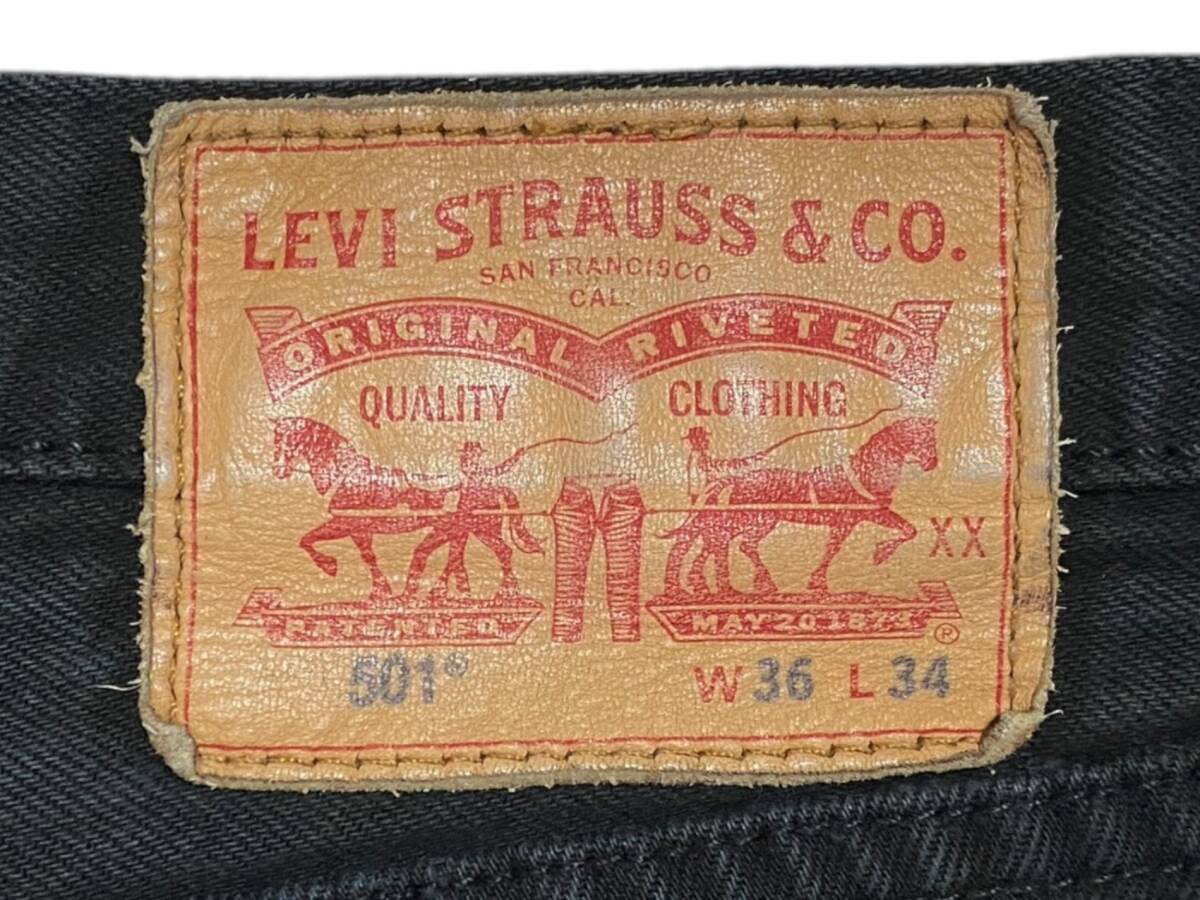 LEVI STRAUSS & CO.
SAN FRANCISCO
CAL.
ORIGINAL RIVETED
QUALITY CLOTHING
XX
PATENTED MAY 20 1873 ®
501® W 36 L 34